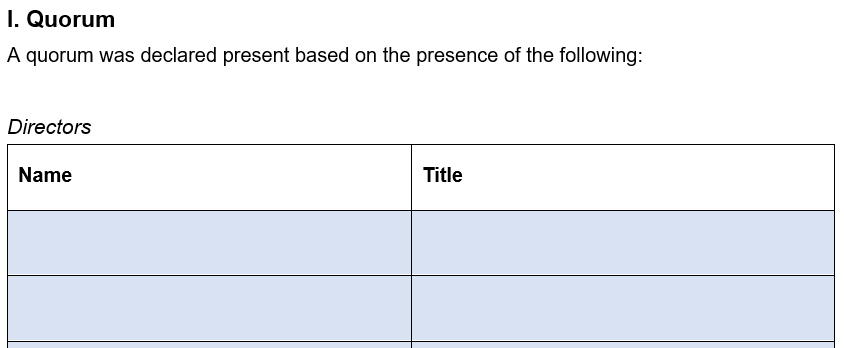 I. Quorum
A quorum was declared present based on the presence of the following:
Directors
Name Title